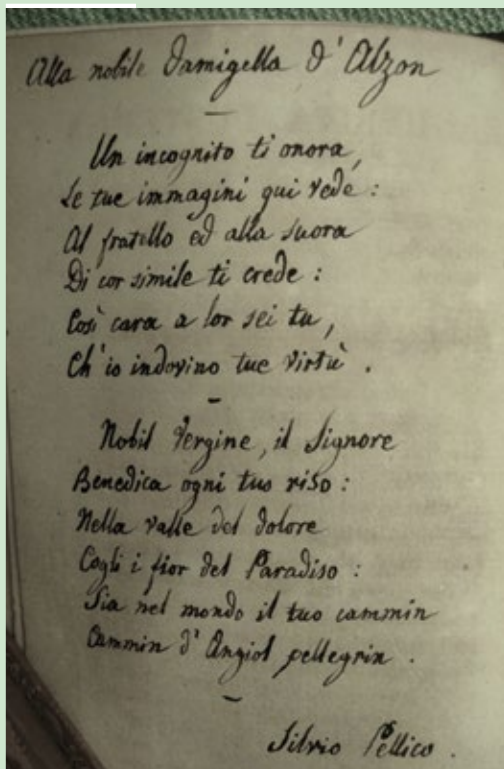 Alla nobile Damigella d'Alzon
Un incognito ti onora,
Le tue immagini qui vede:
Al fratello ed alla suora
Di cor simile ti crede:
Così cara a lor sei tu,
Ch'io indovino tue virtù.
Nobil Vergine, il Signore
Benedica ogni tuo riso:
Nella valle del dolore
Cogli i fior del Paradiso:
Sia nel mondo il tuo cammin
Cammin d'Angiol pellegrin.
Silvio Pellico.